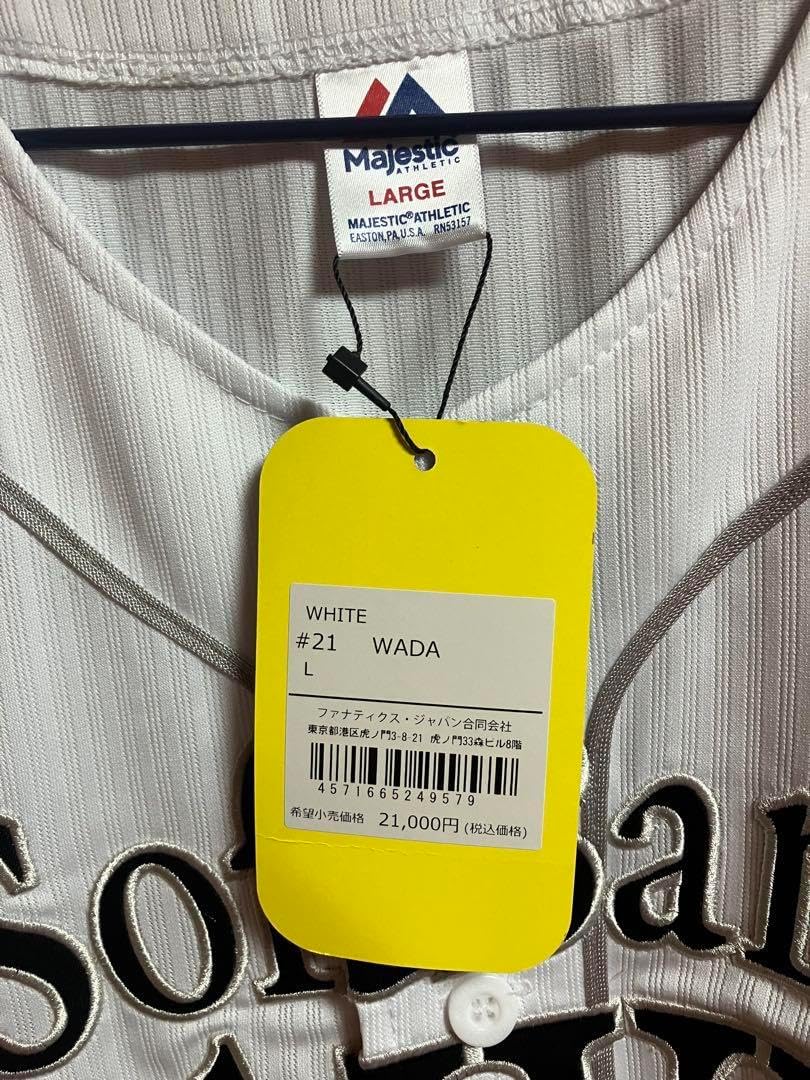 Majestic
ATHLETIC
LARGE
MAJESTIC®ATHLETIC
EASTON,PA,U.S.A. RN53157
WHITE
#21 WADA
L
ファナティクス・ジャパン合同会社
東京都港区虎ノ門3-8-21 虎ノ門33森ビル8階
4571665249579
希望小売価格 21,000円(税込価格)